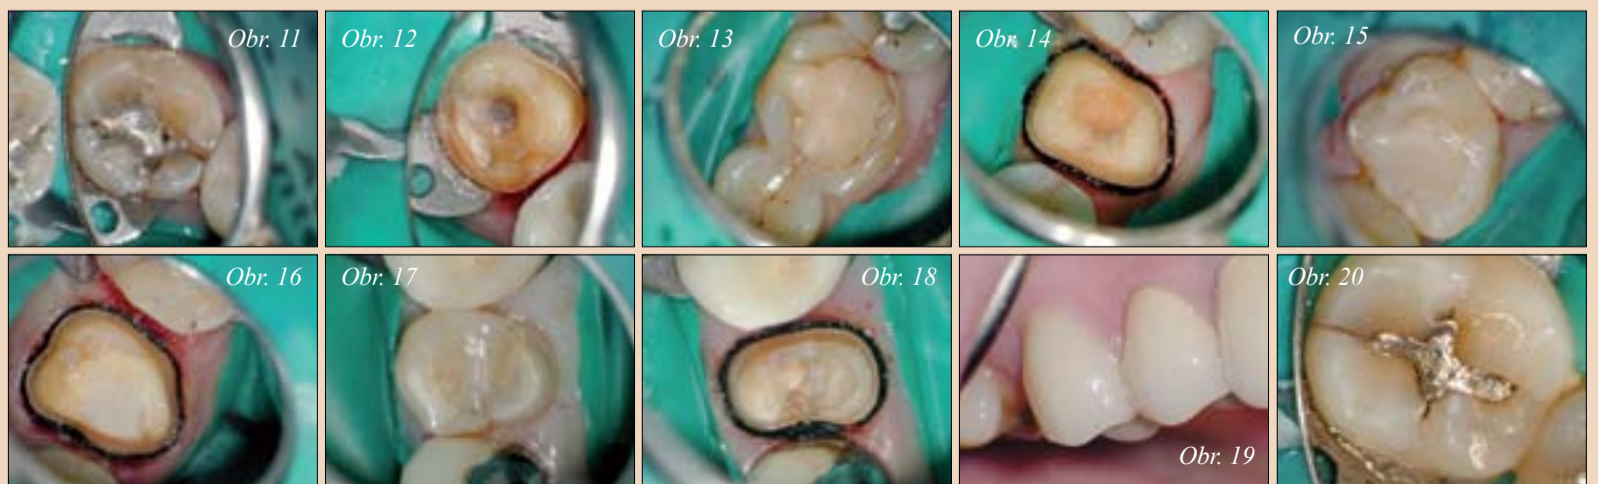 Obr. 11
Obr. 12
Obr. 13
Obr. 14
Obr. 15
Obr. 16
Obr. 17
Obr. 18
Obr. 19
Obr. 20